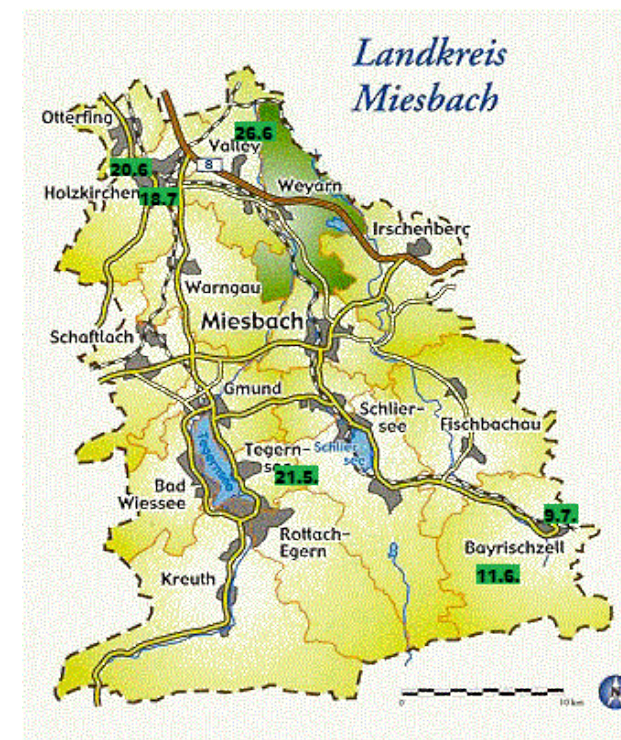 Landkreis
Miesbach
Otterfing
26.6
Valley
8
20.6
Holzkirchen
18.7
Weyarn
Irschenberg
Warngau
Miesbach
Schaftlach
Gmund
Schlier-
see
Fischbachau
Tegernsee
Tegern-
see
Schlier-
see
21.5.
Bad
Wiessee
9.7.
Rottach-
Egern
Bayrischzell
11.6.
Kreuth
0
10 km
N